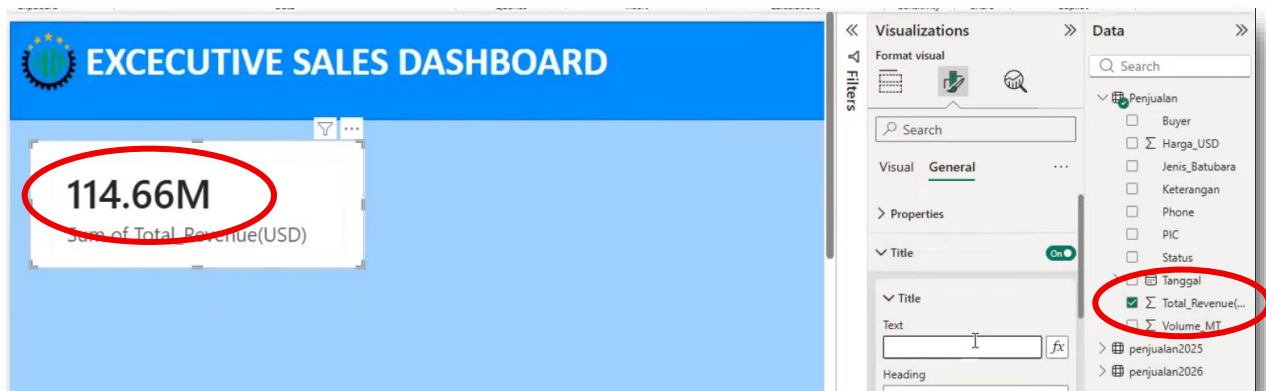 EXCECUTIVE SALES DASHBOARD
114.66M
Sum of Total_Revenue(USD)
Filters
Visualizations
Format visual
Search
Visual General
Properties
Title
On
Title
Text
fx
Heading
Data
Search
Penjualan
Buyer
Harga_USD
Jenis_Batubara
Keterangan
Phone
PIC
Status
Tanggal
Total_Revenue(...
Volume_MT
penjualan2025
penjualan2026